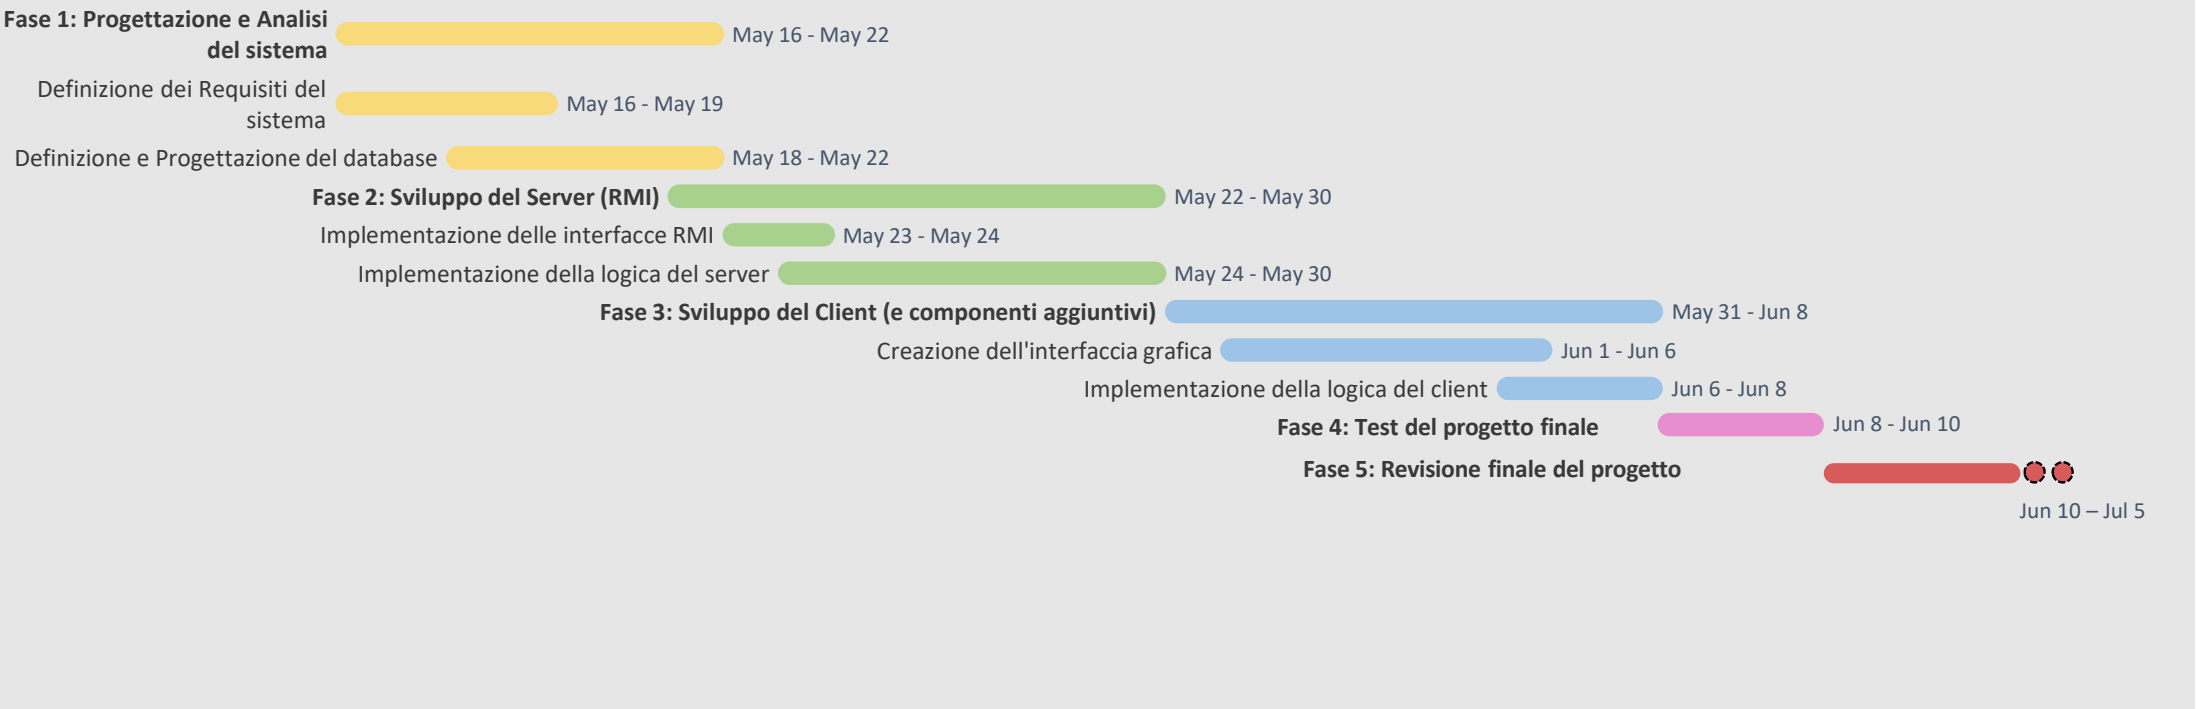 Fase 1: Progettazione e Analisi
del sistema
May 16 - May 22
Definizione dei Requisiti del
sistema
May 16 - May 19
Definizione e Progettazione del database
May 18 - May 22
Fase 2: Sviluppo del Server (RMI)
May 22 - May 30
Implementazione delle interfacce RMI
May 23 - May 24
Implementazione della logica del server
May 24 - May 30
Fase 3: Sviluppo del Client (e componenti aggiuntivi)
May 31 - Jun 8
Creazione dell'interfaccia grafica
Jun 1 - Jun 6
Implementazione della logica del client
Jun 6 - Jun 8
Fase 4: Test del progetto finale
Jun 8 - Jun 10
Fase 5: Revisione finale del progetto
Jun 10 – Jul 5